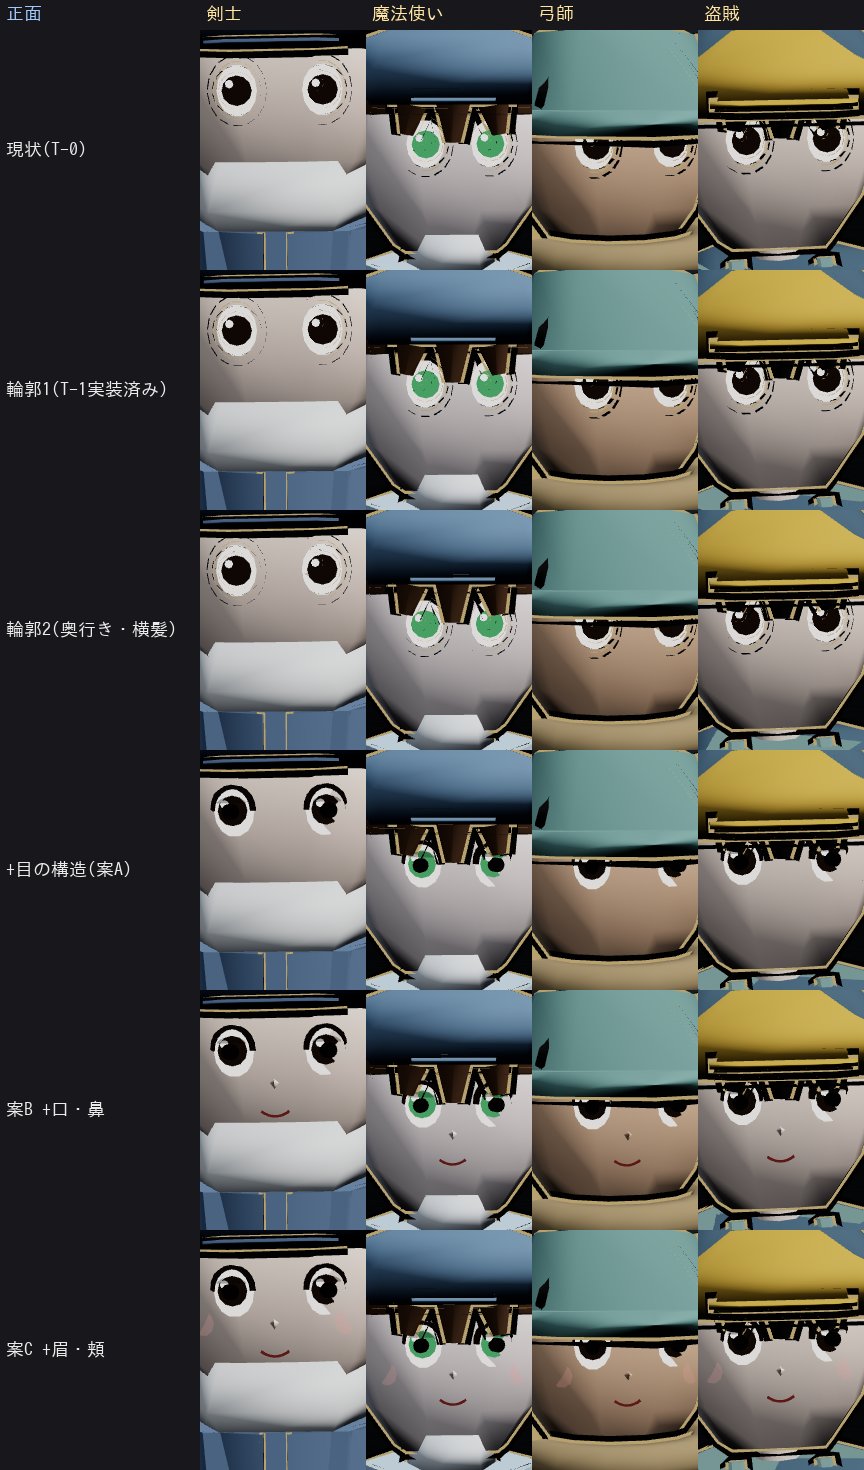 正面 剣士 魔法使い 弓師 盗賊
現状(T-0)
輪郭1(T-1実装済み)
輪郭2(奥行き・横髪)
+目の構造(案A)
案B +口・鼻
案C +眉・頬